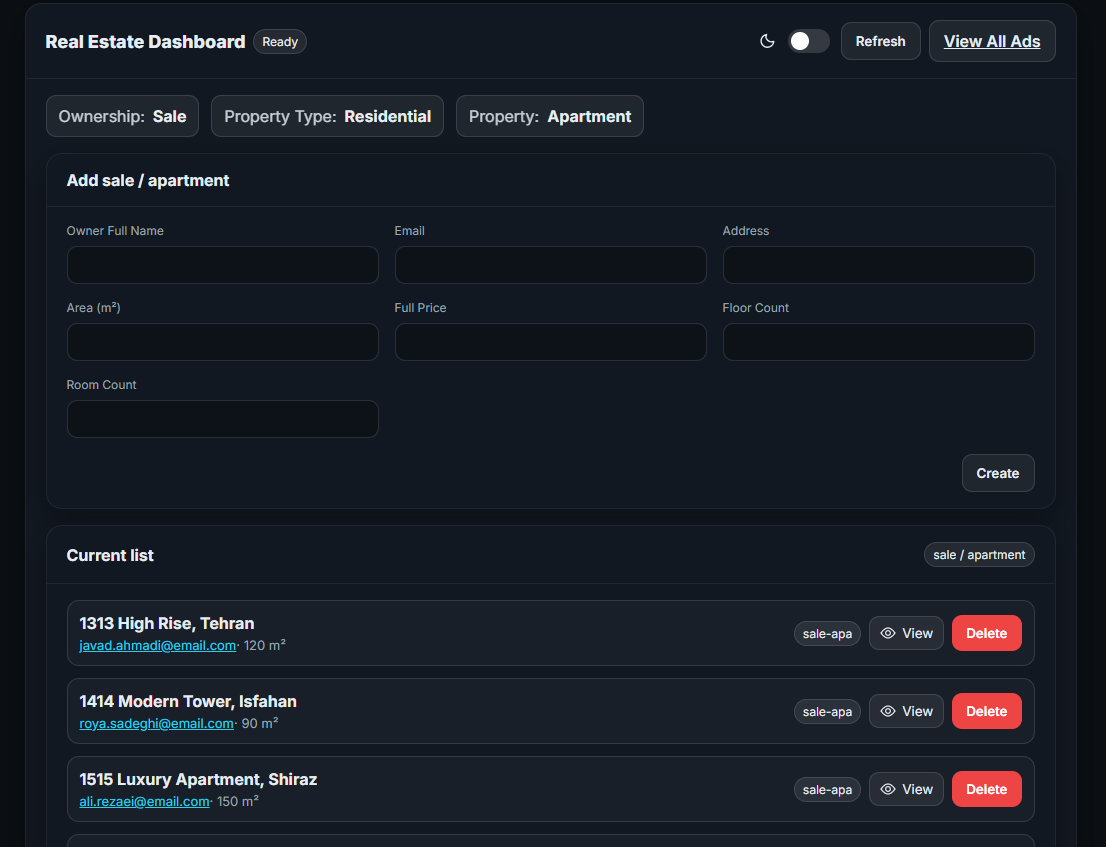 Real Estate Dashboard Ready Refresh View All Ads
Ownership: Sale Property Type: Residential Property: Apartment
Add sale / apartment
Owner Full Name Email Address
Area (m²) Full Price Floor Count
Room Count
Create
Current list sale / apartment
1313 High Rise, Tehran
javad.ahmadi@email.com· 120 m²
sale-apa View Delete
1414 Modern Tower, Isfahan
roya.sadeghi@email.com· 90 m²
sale-apa View Delete
1515 Luxury Apartment, Shiraz
ali.rezaei@email.com· 150 m²
sale-apa View Delete